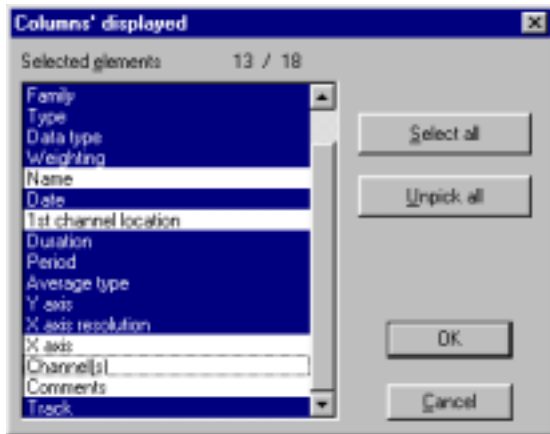 Columns' displayed
Selected elements 13 / 18
Family
Type
Data type
Weighting
Name
Date
1st channel location
Duration
Period
Average type
Y axis
X axis resolution
X axis
Channel(s)
Comments
Track
Select all
Unpick all
OK
Cancel